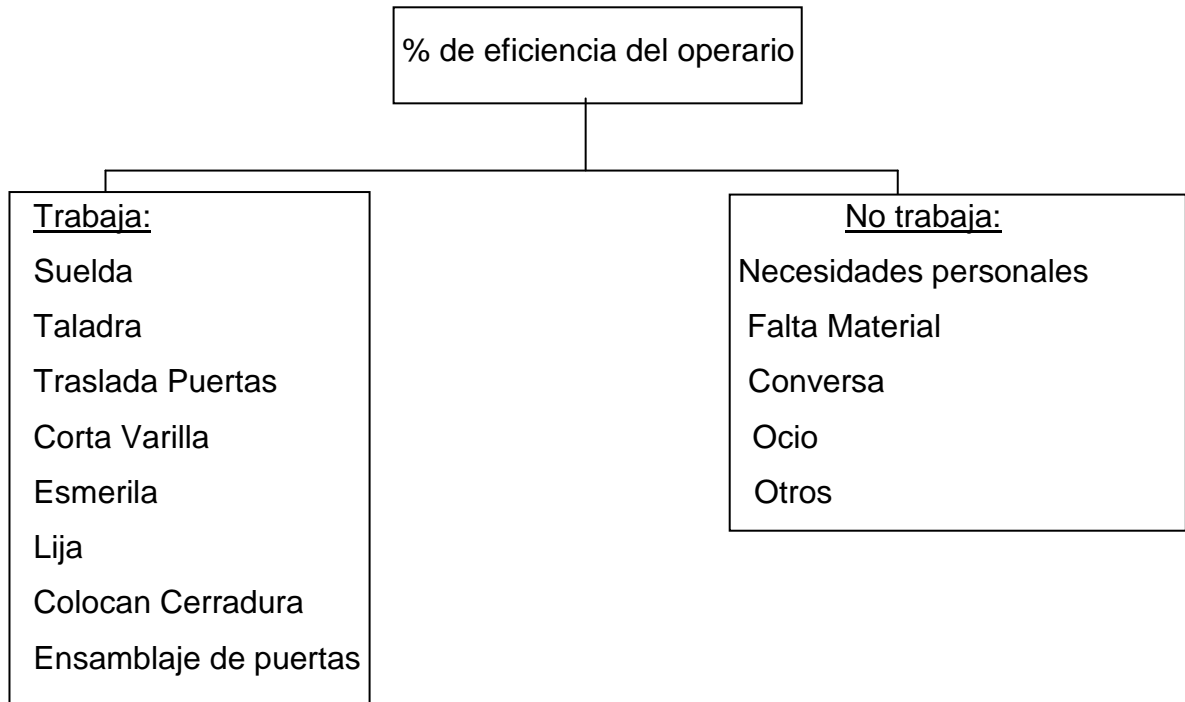 % de eficiencia del operario
Trabaja:
Suelda
Taladra
Traslada Puertas
Corta Varilla
Esmerila
Lija
Colocan Cerradura
Ensamblaje de puertas
No trabaja:
Necesidades personales
Falta Material
Conversa
Ocio
Otros